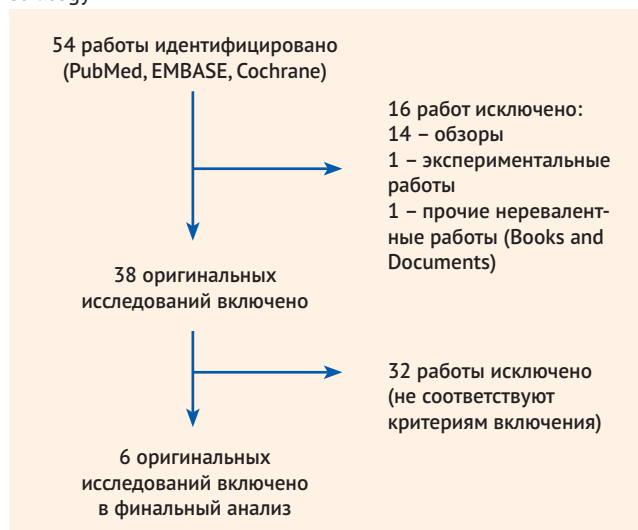 54 работы идентифицировано
(PubMed, EMBASE, Cochrane)
16 работ исключено:
14 – обзоры
1 – экспериментальные
работы
1 – прочие неревалент-
ные работы (Books and
Documents)
38 оригинальных
исследований включено
32 работы исключено
(не соответствуют
критериям включения)
6 оригинальных
исследований включено
в финальный анализ